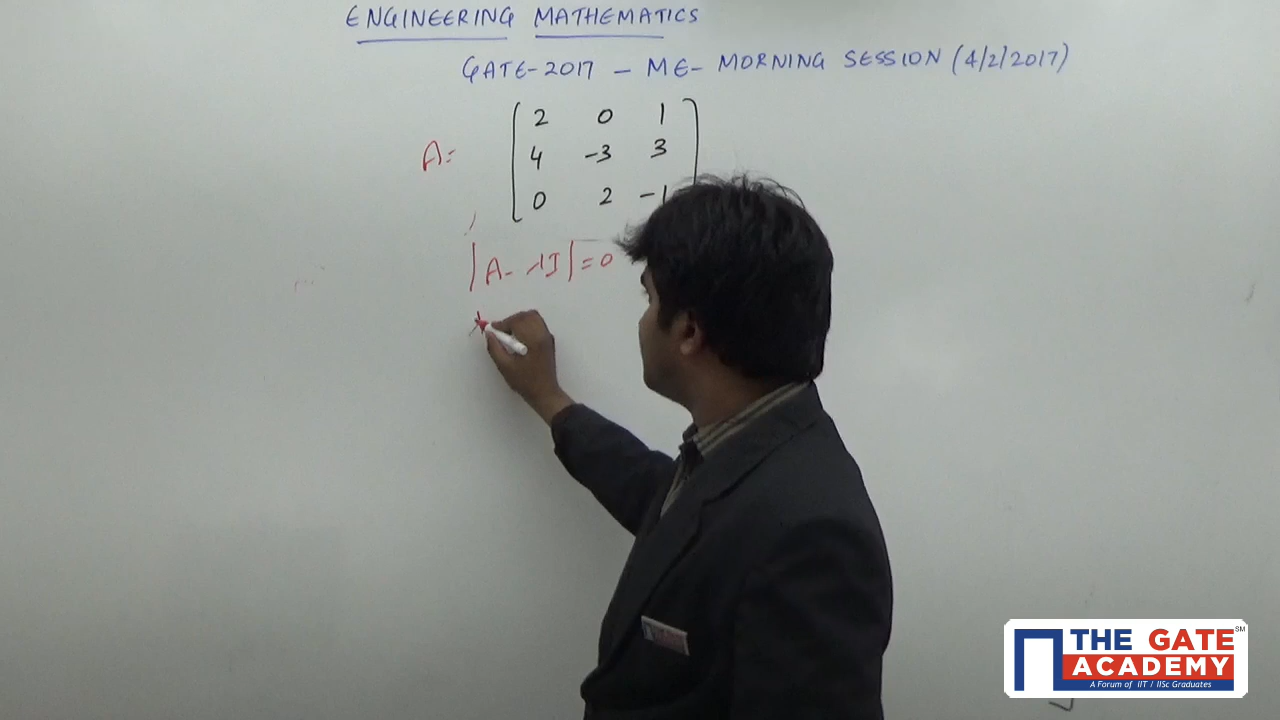 ENGINEERING MATHEMATICS
GATE-2017 - ME- MORNING SESSION (4/2/2017)
A=
2 0 1
4 -3 3
0 2 -1
|A-λI|=0
THE GATE ACADEMY SM
A Forum of IIT / IISc Graduates